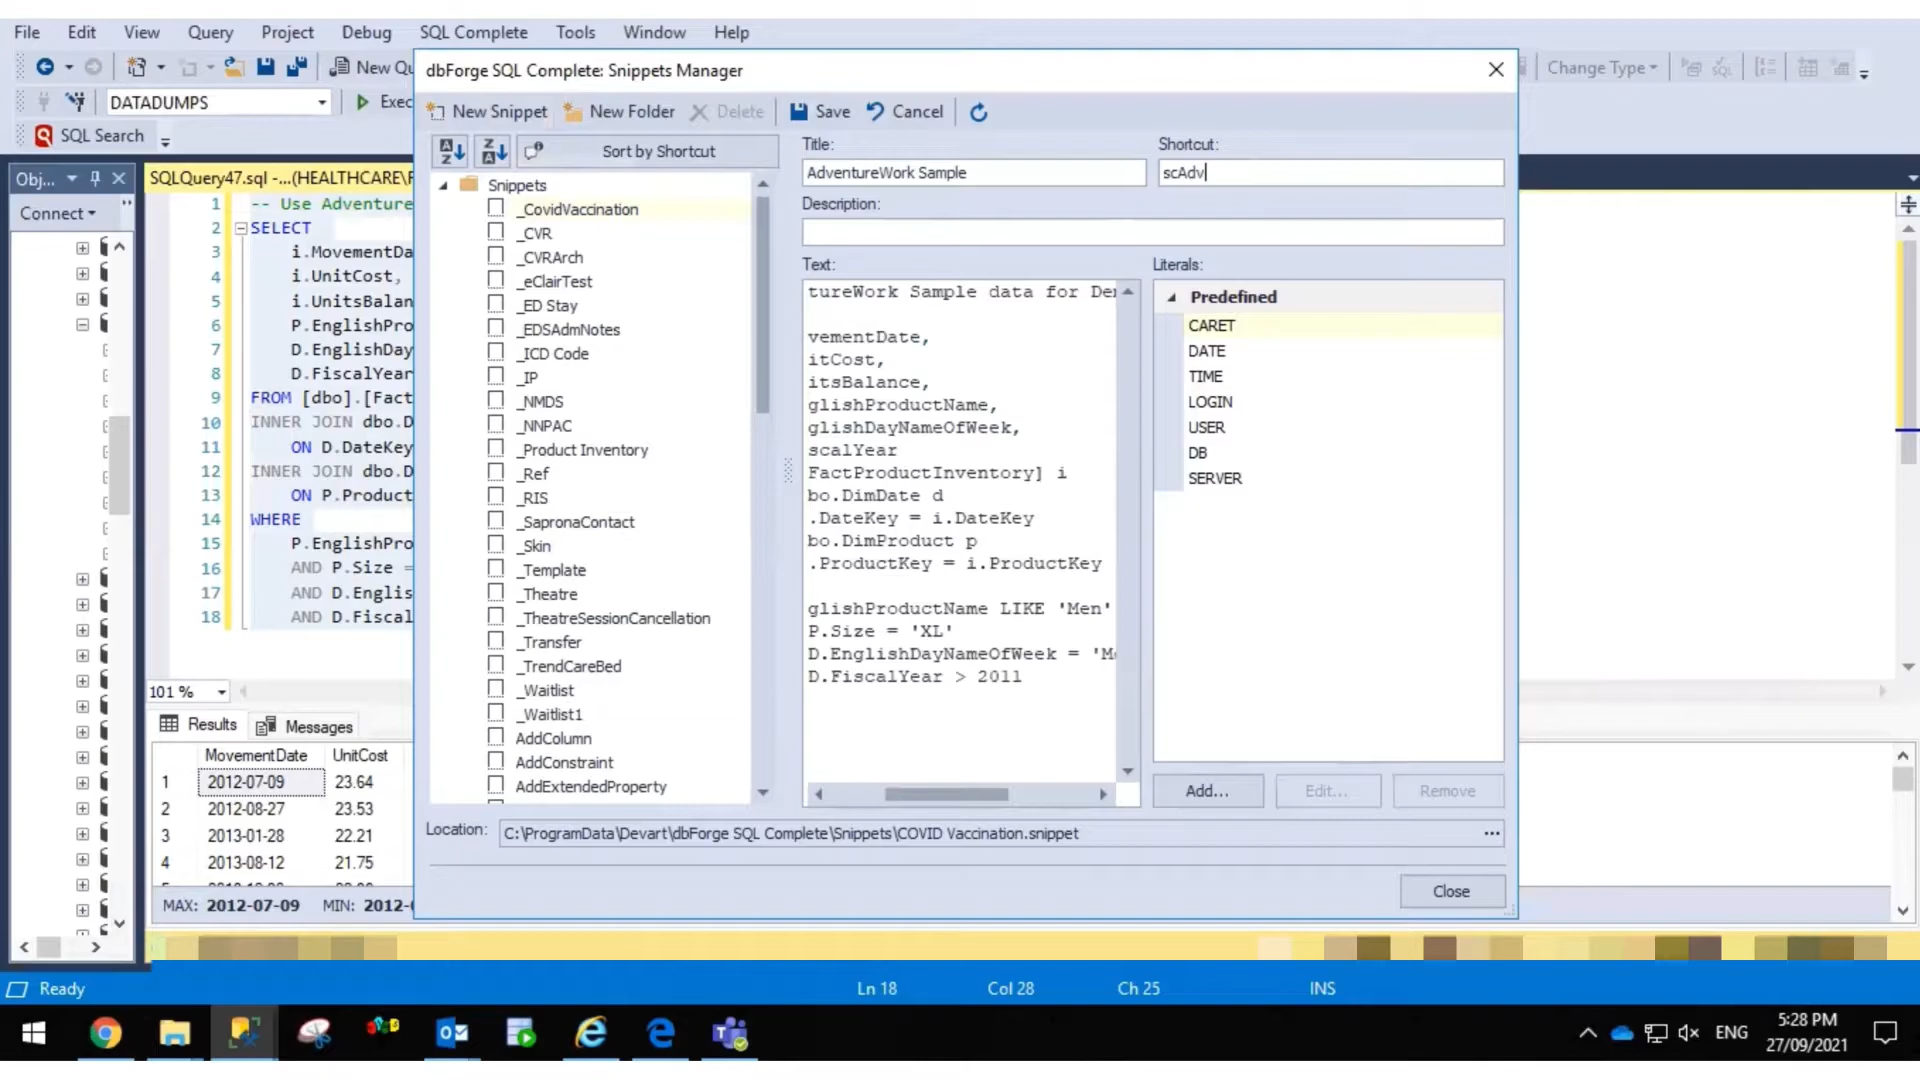 File Edit View Query Project Debug SQL Complete Tools Window Help
dbForge SQL Complete: Snippets Manager
New Qu
Change Type
New Snippet New Folder Delete Save Cancel
DATADUMPS
Exec
SQL Search
Sort by Shortcut
Title:
Shortcut:
AdventureWork Sample
scAdv
Description:
Text:
Literals:
Obj...
Connect
SQLQuery47.sql -...(HEALTHCARE\F
1 -- Use Adventure
2 SELECT
3 i.MovementDa
4 i.UnitCost,
5 i.UnitsBalan
6 P.EnglishPro
7 D.EnglishDay
8 D.FiscalYear
9 FROM [dbo].[Fact
10 INNER JOIN dbo.D
11 ON D.DateKey
12 INNER JOIN dbo.D
13 ON P.Product
14 WHERE
15 P.EnglishPro
16 AND P.Size =
17 AND D.Englis
18 AND D.Fiscal
101 %
Results Messages
MovementDate UnitCost
1 2012-07-09 23.64
2 2012-08-27 23.53
3 2013-01-28 22.21
4 2013-08-12 21.75
MAX: 2012-07-09 MIN: 2012-
Snippets
_CovidVaccination
_CVR
_CVRArch
_eClairTest
_ED Stay
_EDSAdmNotes
_ICD Code
_IP
_NMDS
_NNPAC
_Product Inventory
_Ref
_RIS
_SapronaContact
_Skin
_Template
_Theatre
_TheatreSessionCancellation
_Transfer
_TrendCareBed
_Waitlist
_Waitlist1
AddColumn
AddConstraint
AddExtendedProperty
tureWork Sample data for De
vementDate,
itCost,
itsBalance,
glishProductName,
glishDayNameOfWeek,
scalYear
FactProductInventory] i
bo.DimDate d
.DateKey = i.DateKey
bo.DimProduct p
.ProductKey = i.ProductKey
glishProductName LIKE 'Men'
P.Size = 'XL'
D.EnglishDayNameOfWeek = 'M
D.FiscalYear > 2011
Predefined
CARET
DATE
TIME
LOGIN
USER
DB
SERVER
Add... Edit... Remove
Location: C:\ProgramData\Devart\dbForge SQL Complete\Snippets\COVID Vaccination.snippet
Close
Ready Ln 18 Col 28 Ch 25 INS
ENG
5:28 PM
27/09/2021